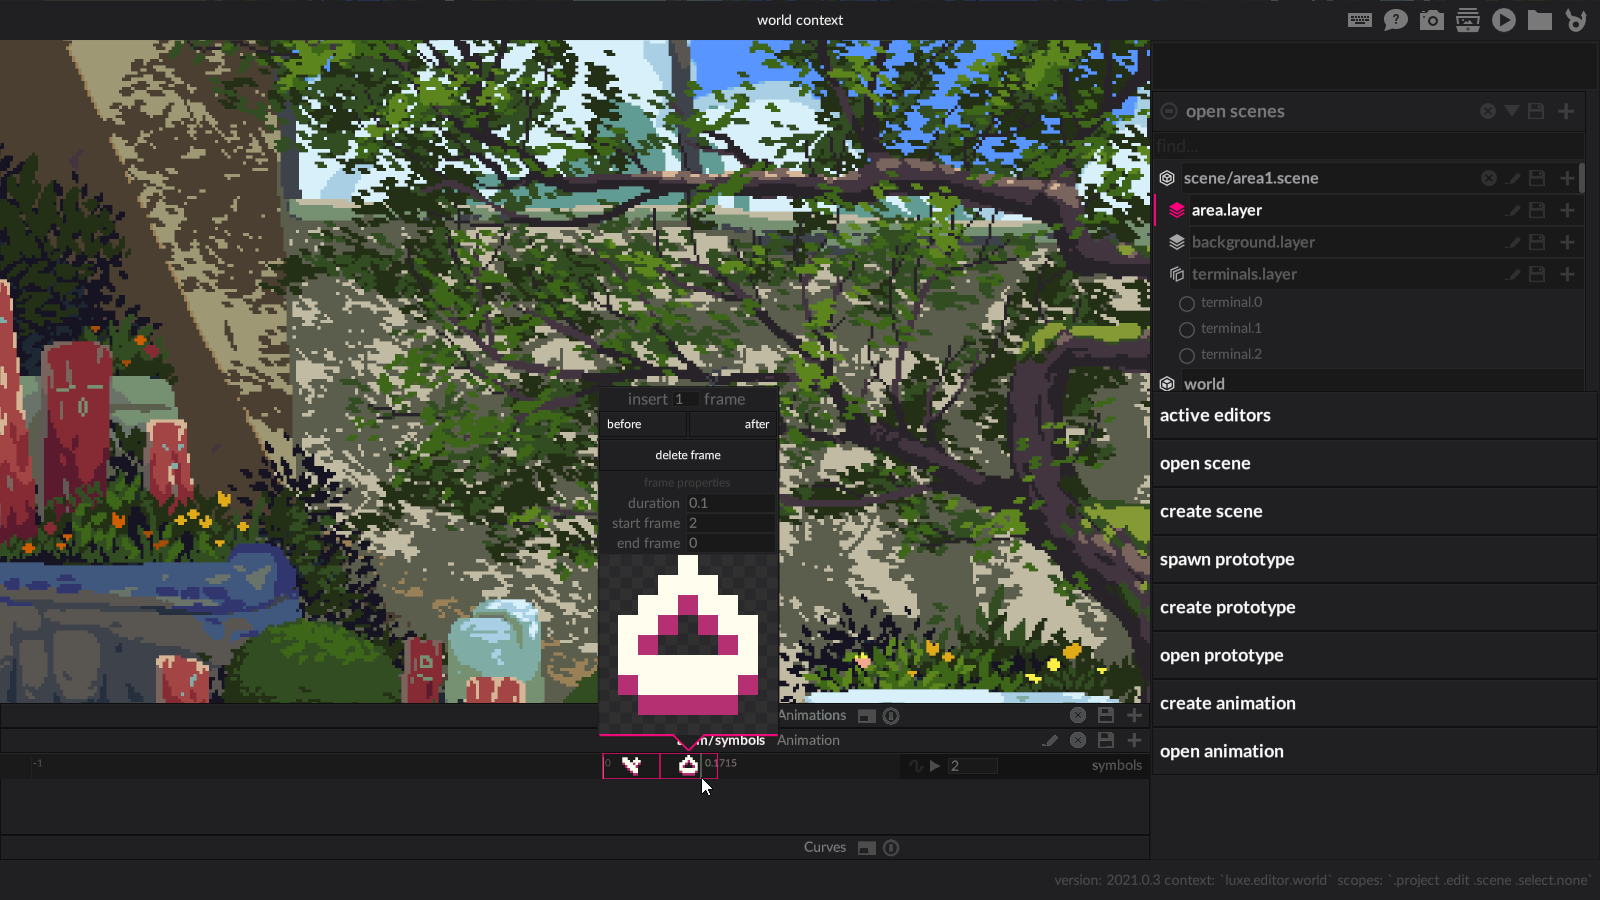 world context
open scenes
find...
scene/area1.scene
area.layer
background.layer
terminals.layer
terminal.0
terminal.1
terminal.2
world
active editors
open scene
create scene
spawn prototype
create prototype
open prototype
create animation
open animation
insert 1 frame
before after
delete frame
frame properties
duration 0.1
start frame 2
end frame 0
Animations
/symbols Animation
-1 0 0.1715 2 symbols
Curves
version: 2021.0.3 context: `luxe.editor.world` scopes: `.project .edit .scene .select.none`